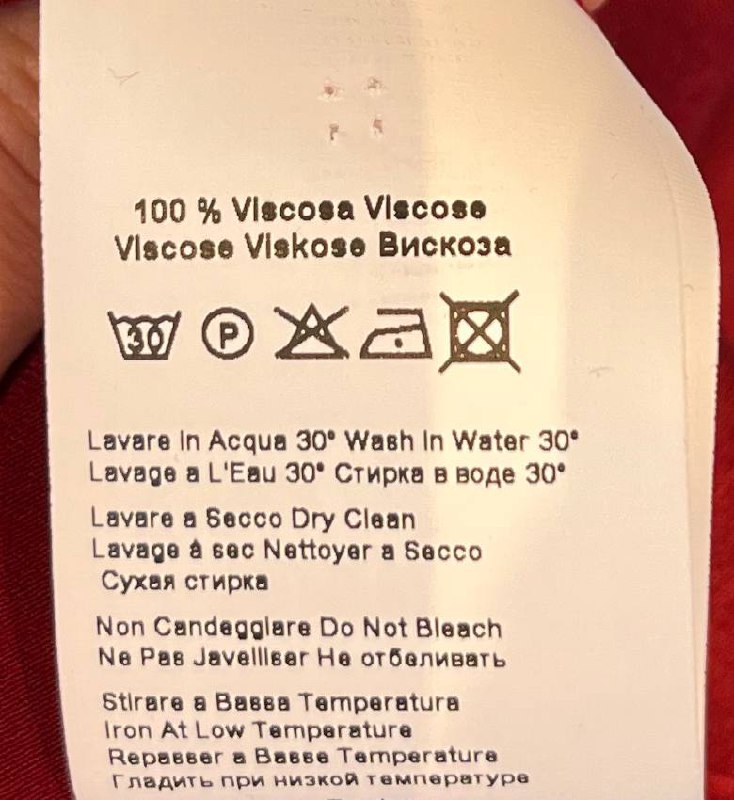 100 % Viscosa Viscose
Viscose Viskose Вискоза
30 P
Lavare in Acqua 30° Wash in Water 30°
Lavage a L'Eau 30° Стирка в воде 30°
Lavare a Secco Dry Clean
Lavage à sec Nettoyer a Secco
Сухая стирка
Non Candeggiare Do Not Bleach
Ne Pas Javelliser Не отбеливать
Stirare a Bassa Temperatura
Iron At Low Temperature
Repasser a Basse Temperature
Гладить при низкой температуре